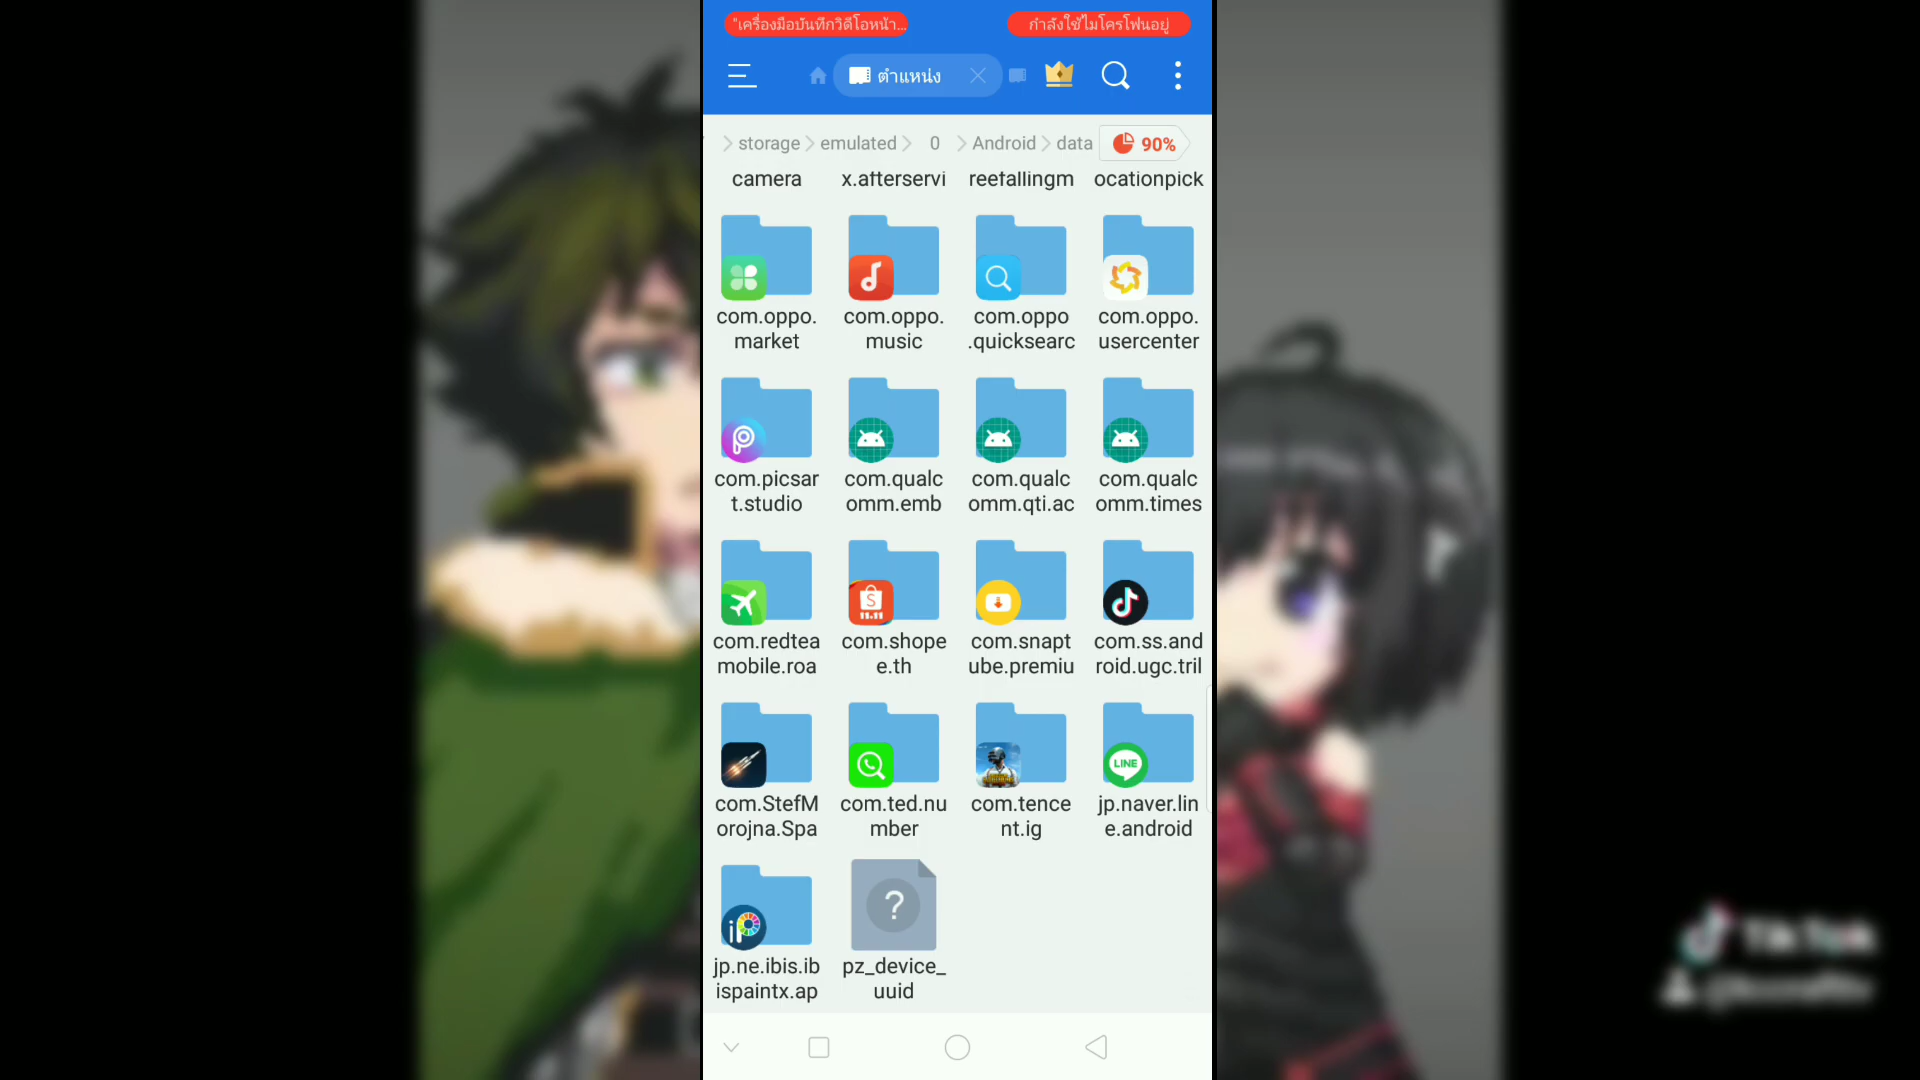 "เครื่องมือบันทึกวิดีโอหน้า...
กำลังใช้ไมโครโฟนอยู่
ตำแหน่ง
storage
emulated
0
Android
data
90%
camera
x.afterservi
reefallingm
ocationpick
com.oppo.
market
com.oppo.
music
com.oppo
.quicksearc
com.oppo.
usercenter
com.picsar
t.studio
com.qualc
omm.emb
com.qualc
omm.qti.ac
com.qualc
omm.times
com.redtea
mobile.roa
S
11.11
com.shope
e.th
com.snapt
ube.premiu
com.ss.and
roid.ugc.tril
com.StefM
orojna.Spa
com.ted.nu
mber
com.tence
nt.ig
LINE
jp.naver.lin
e.android
iP
jp.ne.ibis.ib
ispaintx.ap
?
pz_device_
uuid
TikTok